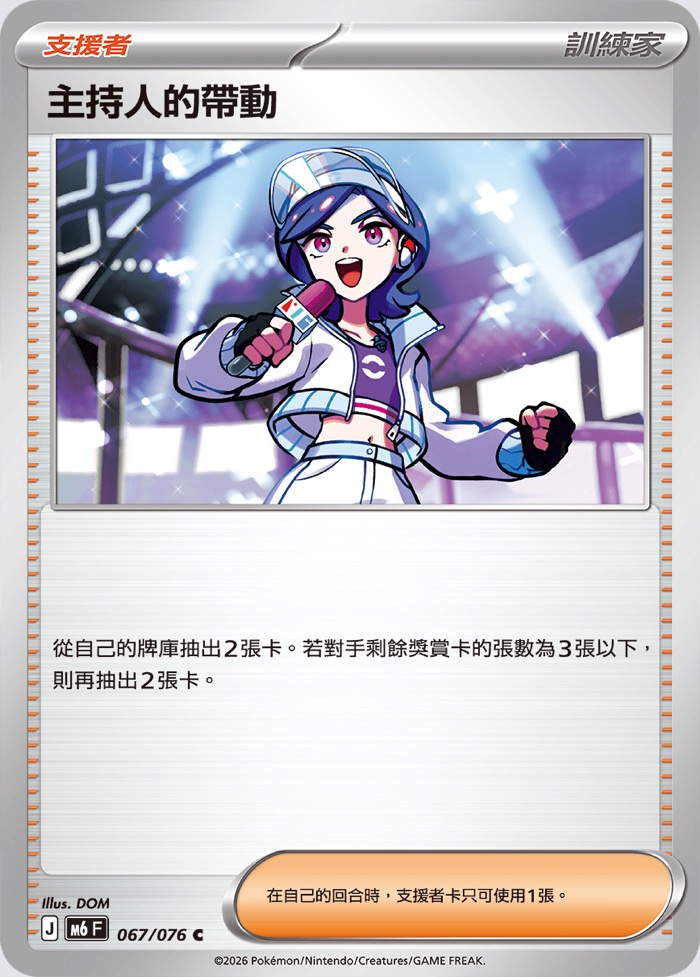 支援者
訓練家
主持人的帶動
從自己的牌庫抽出2張卡。若對手剩餘獎賞卡的張數為3張以下，
則再抽出2張卡。
在自己的回合時，支援者卡只可使用1張。
Illus. DOM
J M6 F 067/076 C
©2026 Pokémon/Nintendo/Creatures/GAME FREAK.